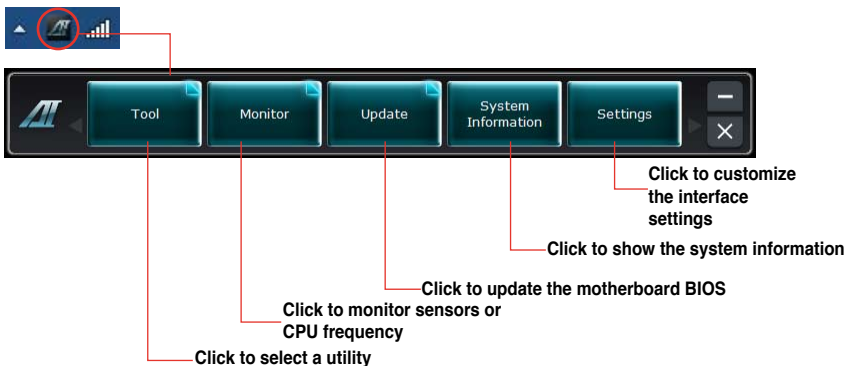 Tool
Monitor
Update
System
Information
Settings
Click to customize
the interface
settings
Click to show the system information
Click to update the motherboard BIOS
Click to monitor sensors or
CPU frequency
Click to select a utility